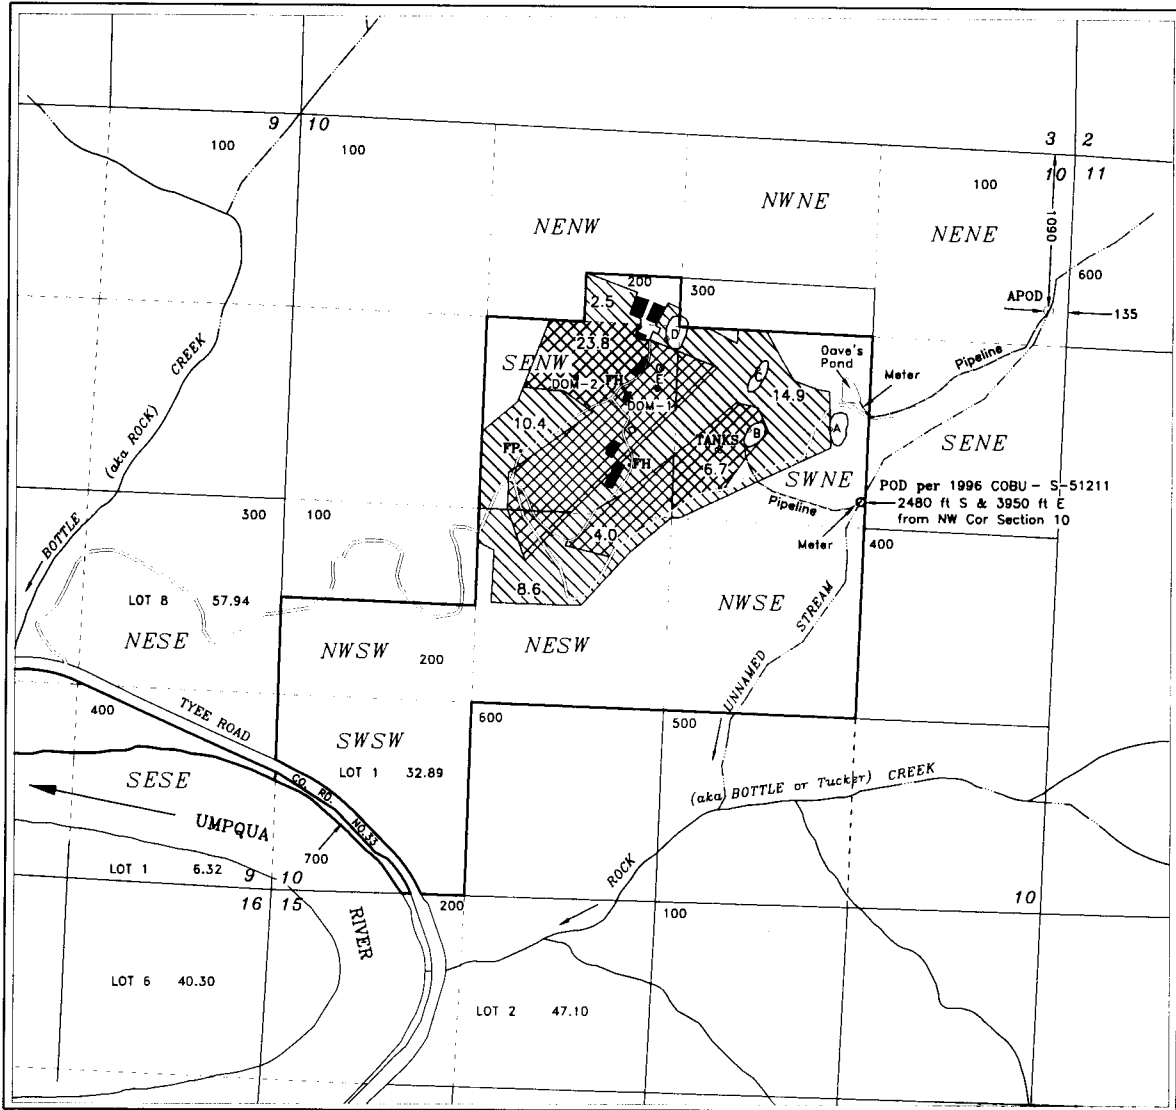 9 10
100
100
3 2
10 11
100
NWNE
NENW
NENE
1090
600
APOD
135
200
300
2.5
D
23.8
SENW
DOM-2
FH
E
DOM-1
C
14.9
Dave's
Pond
Meter
Pipeline
10.4
FP
TANKS
B
A
6.7
FH
SWNE
SENE
POD per 1996 COBU - S-51211
2480 ft S & 3950 ft E
from NW Cor Section 10
Pipeline
Meter
400
BOTTLE
(aka ROCK)
CREEK
300
100
4.0
8.6
LOT 8 57.94
NESE
NWSW
200
NESW
NWSE
UNNAMED
STREAM
TYEE ROAD
CO. RD.
NO.33
400
SWSW
LOT 1 32.89
600
500
SESE
UMPQUA
RIVER
700
(aka) BOTTLE or Tucker) CREEK
ROCK
LOT 1 6.32
9 10
16 15
200
100
10
LOT 6 40.30
LOT 2 47.10